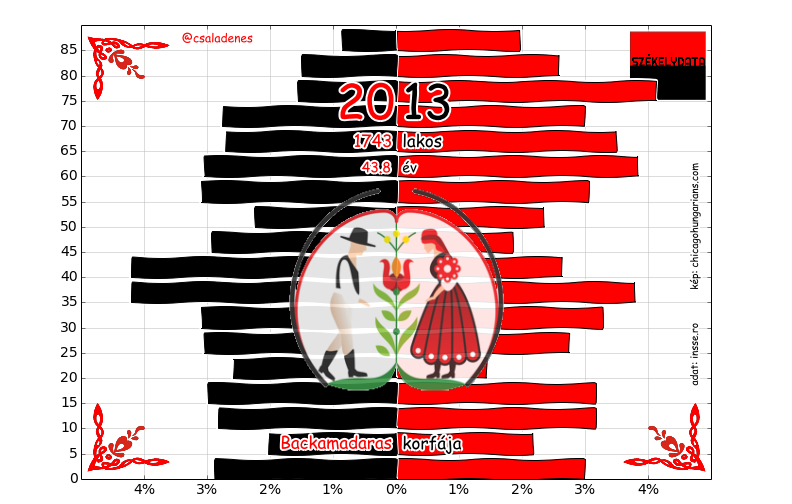 @csaladenes
SZÉKELYDATA
2013
1743 lakos
43.8 év
kép: chicagohungarians.com
adat: insse.ro
Backamadaras korfája
85
80
75
70
65
60
55
50
45
40
35
30
25
20
15
10
5
0
4% 3% 2% 1% 0% 1% 2% 3% 4%